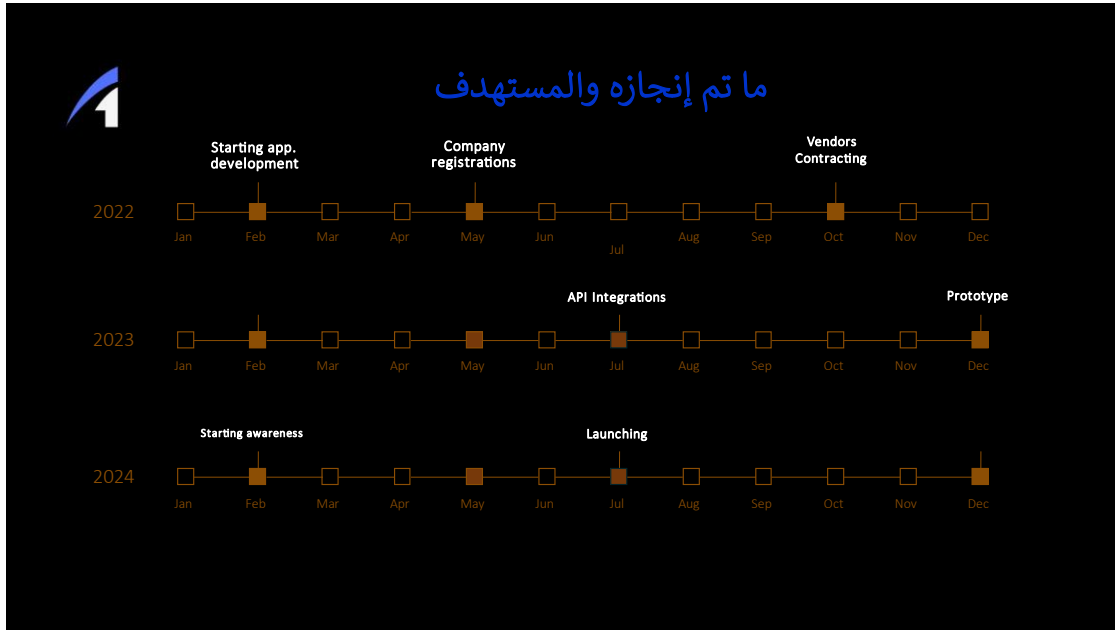 ما تم إنجازه والمستهدف
Starting app.
development
Company
registrations
Vendors
Contracting
2022
Jan Feb Mar Apr May Jun Jul Aug Sep Oct Nov Dec
API Integrations
Prototype
2023
Jan Feb Mar Apr May Jun Jul Aug Sep Oct Nov Dec
Starting awareness
Launching
2024
Jan Feb Mar Apr May Jun Jul Aug Sep Oct Nov Dec